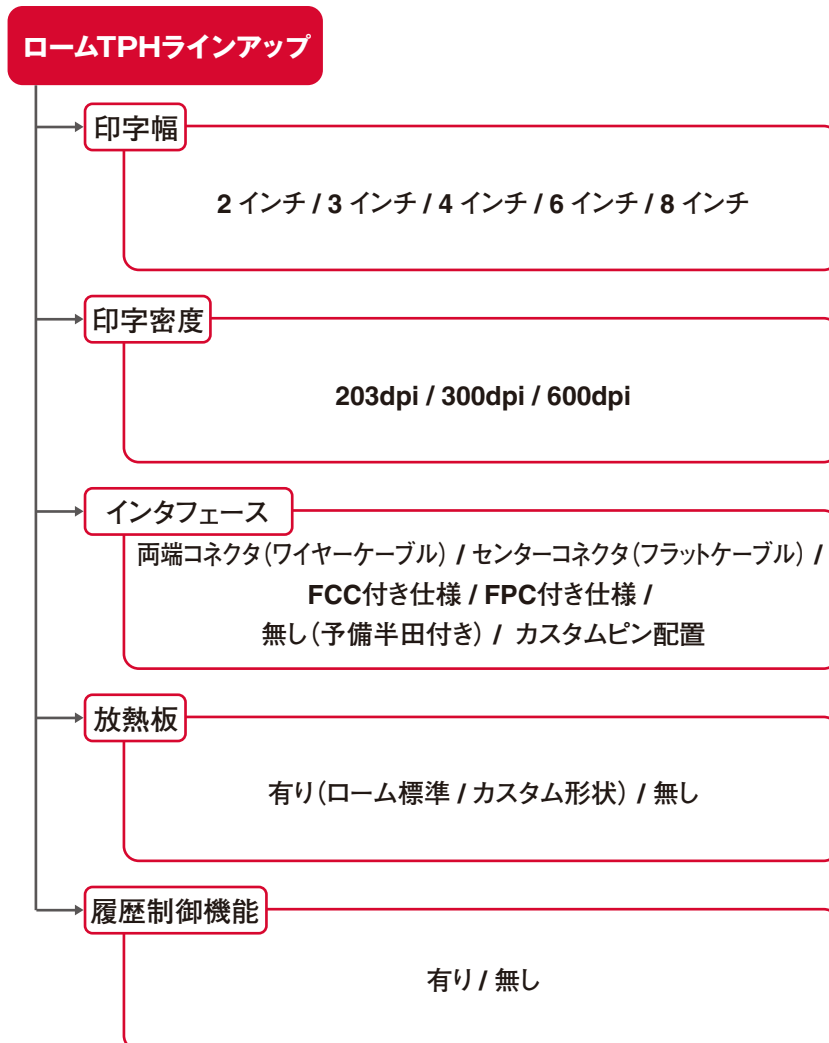 ロームTPHラインアップ
印字幅
2 インチ / 3 インチ / 4 インチ / 6 インチ / 8 インチ
印字密度
203dpi / 300dpi / 600dpi
インタフェース
両端コネクタ(ワイヤーケーブル) / センターコネクタ(フラットケーブル) /
FCC付き仕様 / FPC付き仕様 /
無し(予備半田付き) / カスタムピン配置
放熱板
有り(ローム標準 / カスタム形状) / 無し
履歴制御機能
有り / 無し